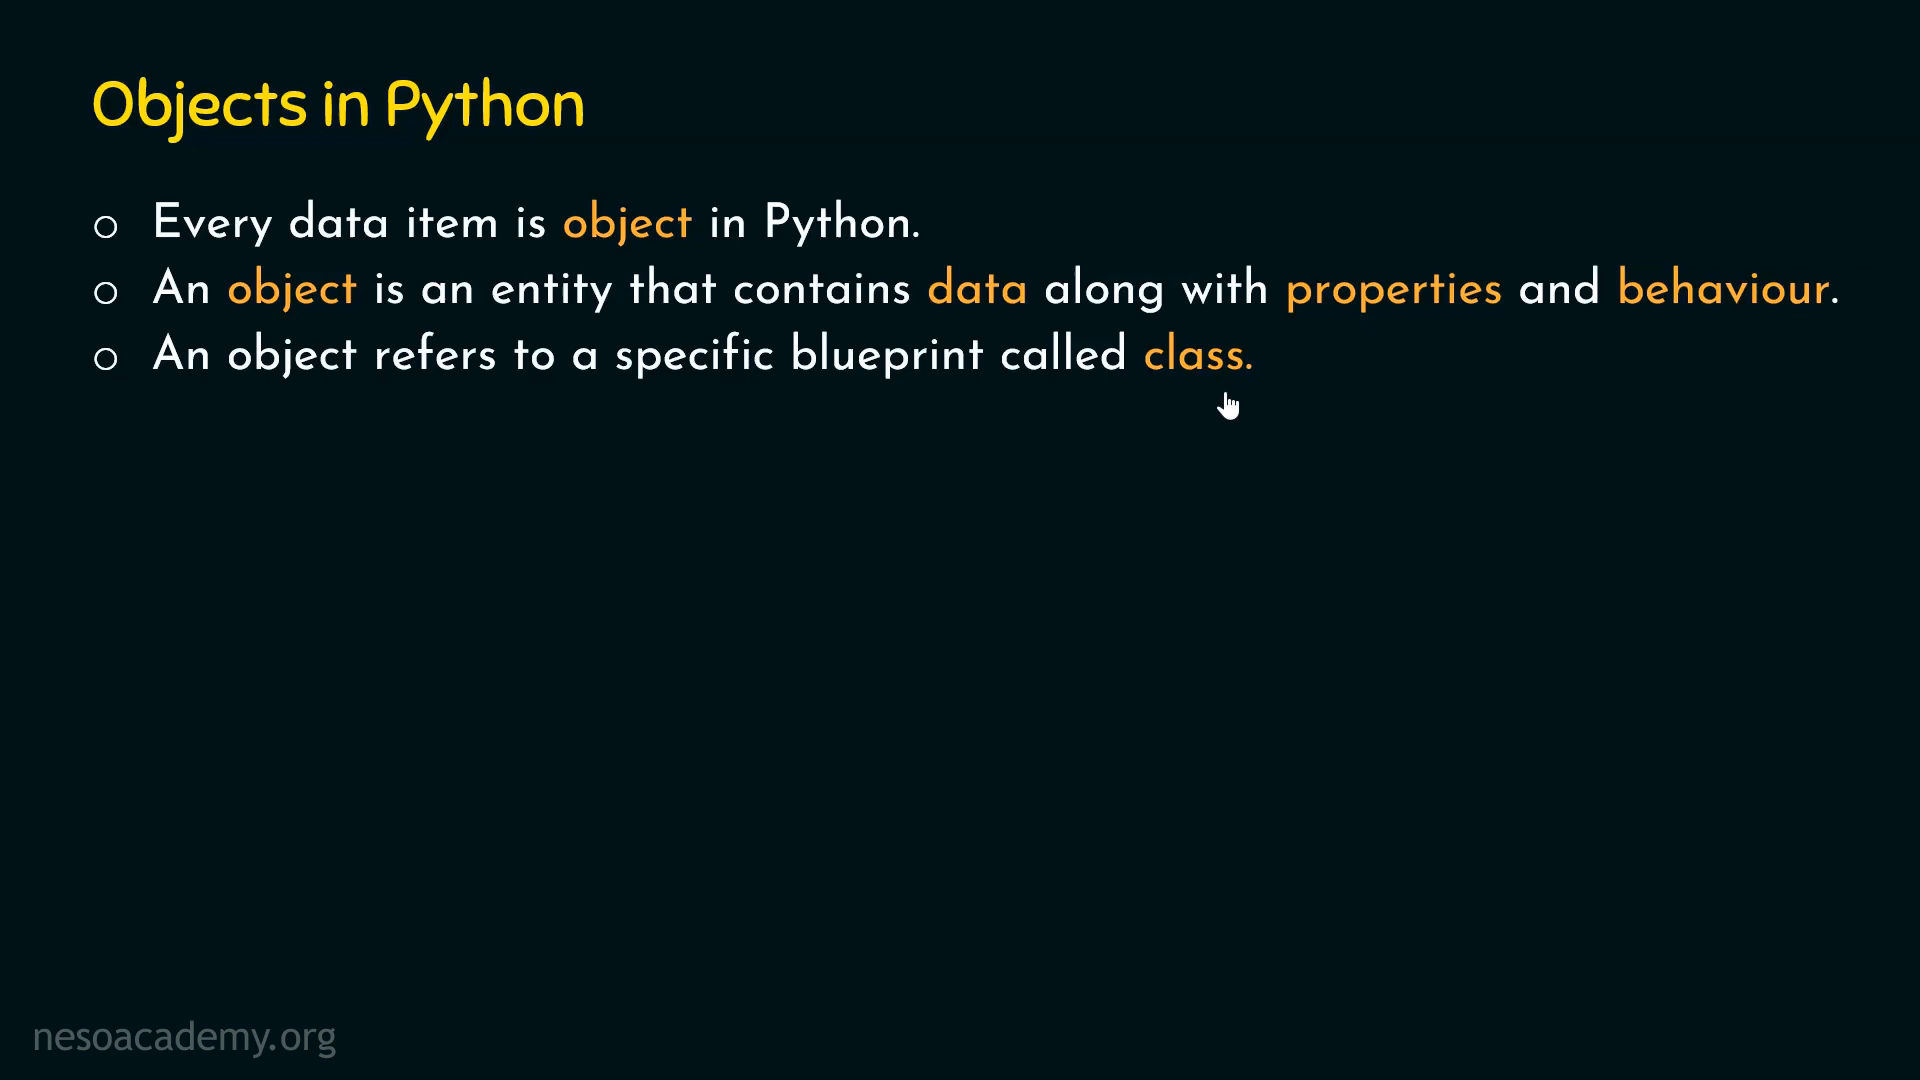 Objects in Python
○ Every data item is object in Python.
○ An object is an entity that contains data along with properties and behaviour.
○ An object refers to a specific blueprint called class.
nesoacademy.org